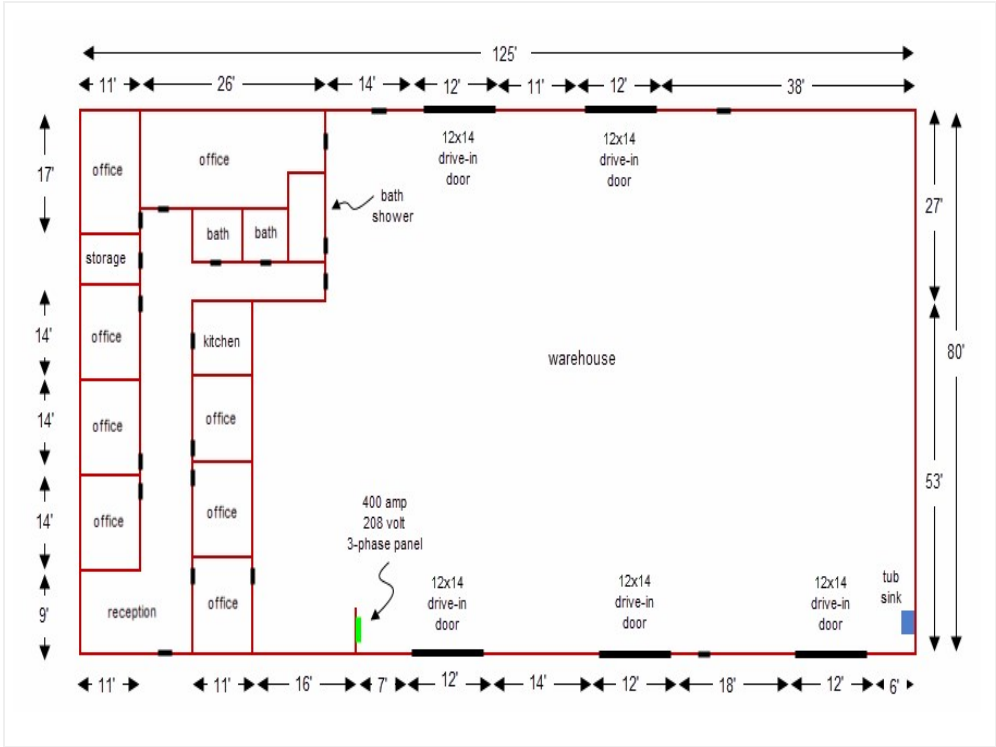 125'
11'
26'
14'
12'
11'
12'
38'
12x14
drive-in
door
12x14
drive-in
door
office
office
17'
bath
shower
27'
bath
bath
storage
14'
office
kitchen
warehouse
80'
14'
office
office
53'
14'
office
office
400 amp
208 volt
3-phase panel
9'
reception
office
12x14
drive-in
door
12x14
drive-in
door
12x14
drive-in
door
tub
sink
11'
11'
16'
7'
12'
14'
12'
18'
12'
6'